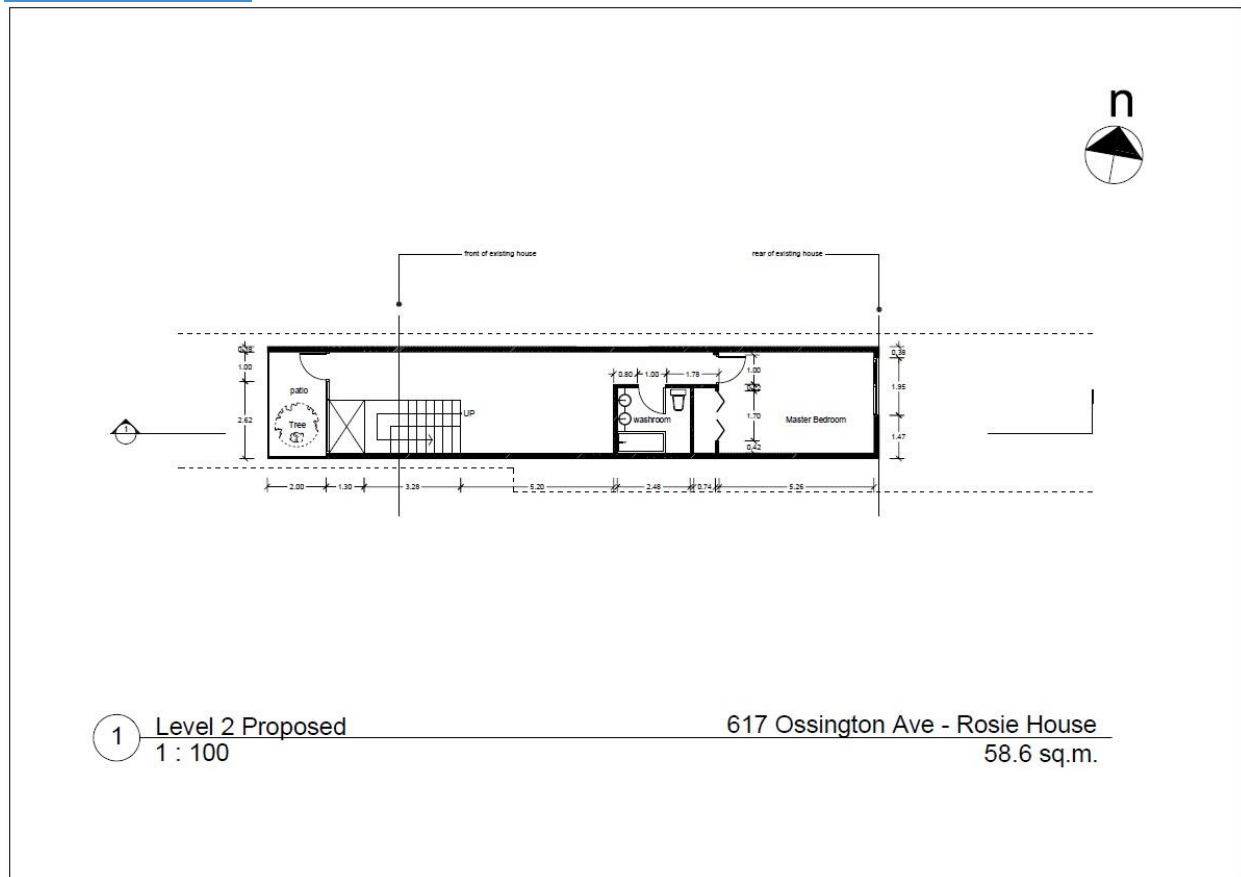 n
front of existing house
rear of existing house
0.38
1.00
0.80
1.00
1.78
1.00
1.95
patio
2.62
Tree
UP
washroom
1.70
Master Bedroom
1.47
1
0.42
2.00
1.30
3.28
5.20
2.48
0.74
5.26
1
Level 2 Proposed
617 Ossington Ave - Rosie House
1 : 100
58.6 sq.m.